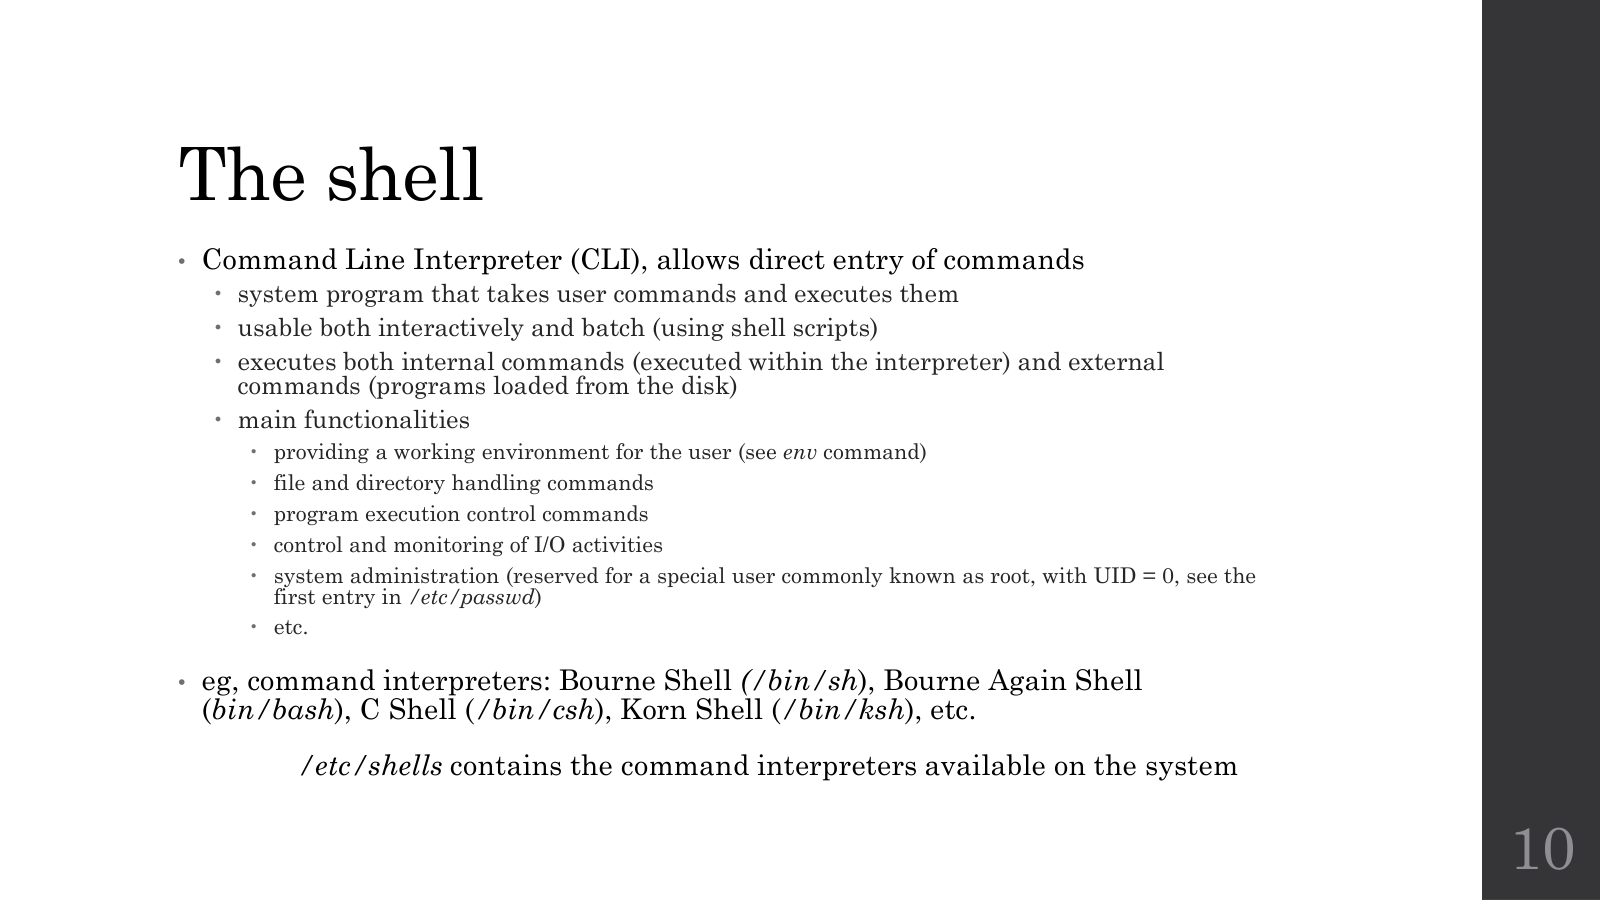 The shell
• Command Line Interpreter (CLI), allows direct entry of commands
• system program that takes user commands and executes them
• usable both interactively and batch (using shell scripts)
• executes both internal commands (executed within the interpreter) and external
commands (programs loaded from the disk)
• main functionalities
• providing a working environment for the user (see env command)
• file and directory handling commands
• program execution control commands
• control and monitoring of I/O activities
• system administration (reserved for a special user commonly known as root, with UID = 0, see the
first entry in /etc/passwd)
• etc.
• eg, command interpreters: Bourne Shell (/bin/sh), Bourne Again Shell
(bin/bash), C Shell (/bin/csh), Korn Shell (/bin/ksh), etc.
/etc/shells contains the command interpreters available on the system
10